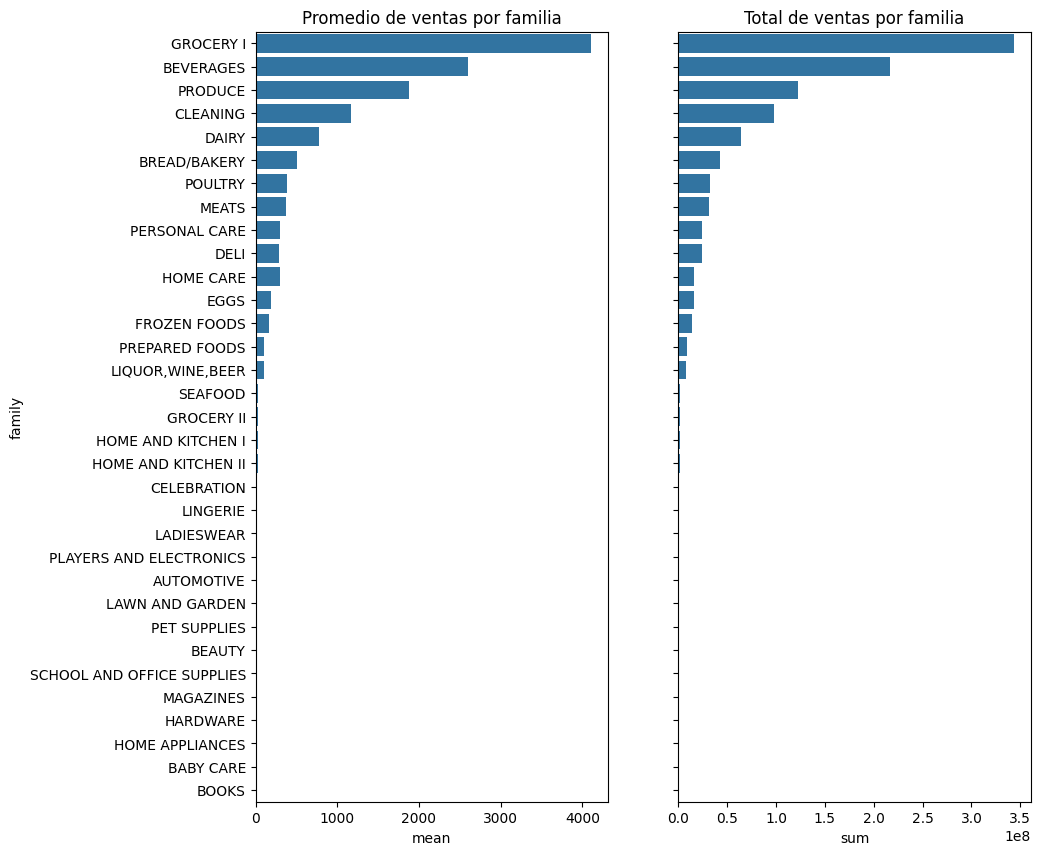 Promedio de ventas por familia
Total de ventas por familia
family
GROCERY I
BEVERAGES
PRODUCE
CLEANING
DAIRY
BREAD/BAKERY
POULTRY
MEATS
PERSONAL CARE
DELI
HOME CARE
EGGS
FROZEN FOODS
PREPARED FOODS
LIQUOR,WINE,BEER
SEAFOOD
GROCERY II
HOME AND KITCHEN I
HOME AND KITCHEN II
CELEBRATION
LINGERIE
LADIESWEAR
PLAYERS AND ELECTRONICS
AUTOMOTIVE
LAWN AND GARDEN
PET SUPPLIES
BEAUTY
SCHOOL AND OFFICE SUPPLIES
MAGAZINES
HARDWARE
HOME APPLIANCES
BABY CARE
BOOKS
0 1000 2000 3000 4000
mean
0.0 0.5 1.0 1.5 2.0 2.5 3.0 3.5
1e8
sum